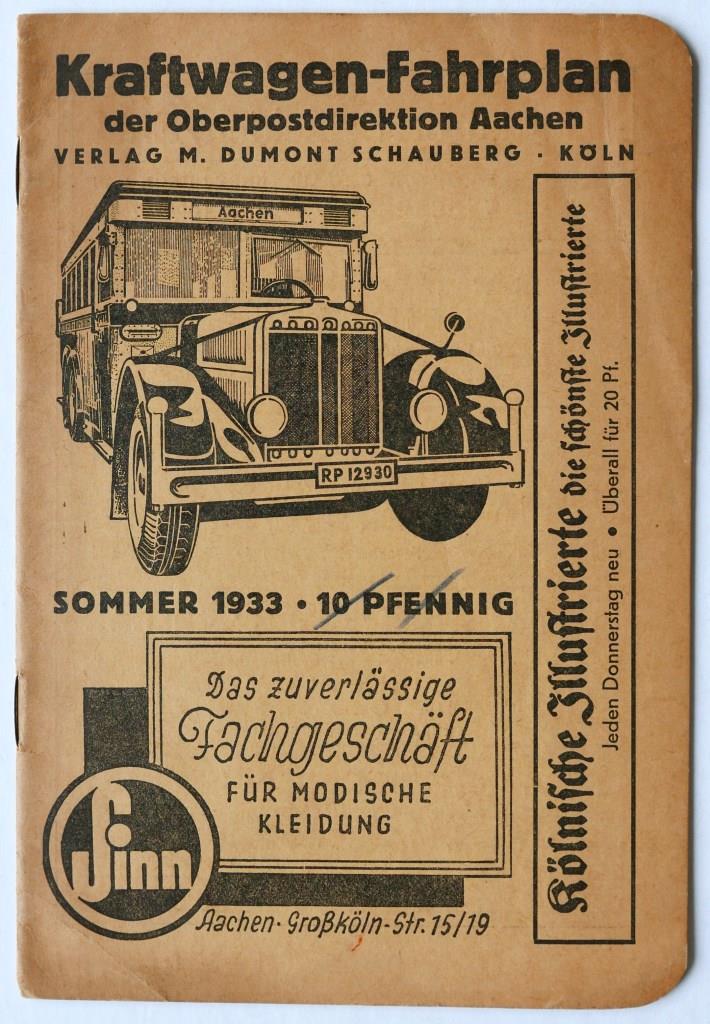 Kraftwagen-Fahrplan
der Oberpostdirektion Aachen
VERLAG M. DUMONT SCHAUBERG · KÖLN
Aachen
RP 12930
SOMMER 1933 • 10 PFENNIG
Das zuverlässige
Fachgeschäft
FÜR MODISCHE
KLEIDUNG
Sinn
Aachen · Großköln-Str. 15/19
Kölnische Illustrierte die schönste Illustrierte
Jeden Donnerstag neu • Überall für 20 Pf.